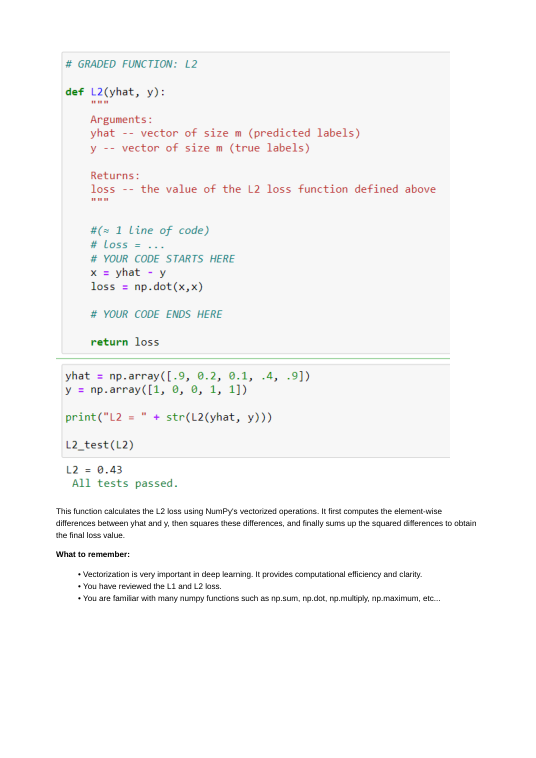 # GRADED FUNCTION: L2
def L2(yhat, y):
"""
Arguments:
yhat -- vector of size m (predicted labels)
y -- vector of size m (true labels)
Returns:
loss -- the value of the L2 loss function defined above
"""
#(≈ 1 line of code)
# loss = ...
# YOUR CODE STARTS HERE
x = yhat - y
loss = np.dot(x,x)
# YOUR CODE ENDS HERE
return loss
yhat = np.array([.9, 0.2, 0.1, .4, .9])
y = np.array([1, 0, 0, 1, 1])
print("L2 = " + str(L2(yhat, y)))
L2_test(L2)
L2 = 0.43
All tests passed.
This function calculates the L2 loss using NumPy's vectorized operations. It first computes the element-wise
differences between yhat and y, then squares these differences, and finally sums up the squared differences to obtain
the final loss value.
What to remember:
• Vectorization is very important in deep learning. It provides computational efficiency and clarity.
• You have reviewed the L1 and L2 loss.
• You are familiar with many numpy functions such as np.sum, np.dot, np.multiply, np.maximum, etc...